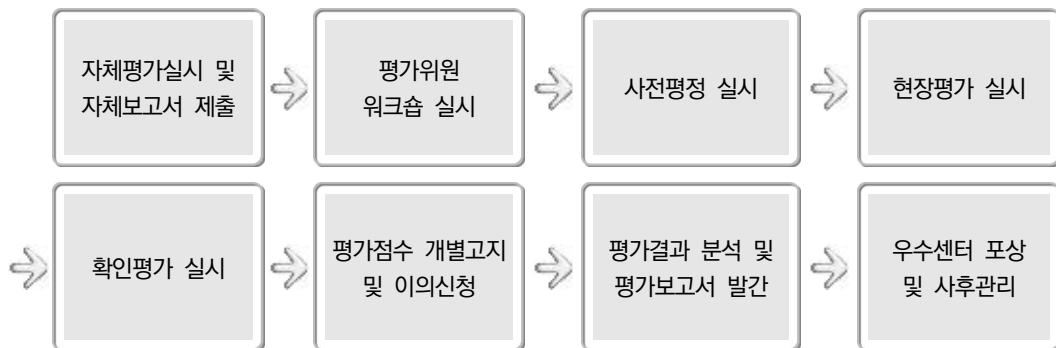 자체평가실시 및
자체보고서 제출
평가위원
워크숍 실시
사전평정 실시
현장평가 실시
확인평가 실시
평가점수 개별고지
및 이의신청
평가결과 분석 및
평가보고서 발간
우수센터 포상
및 사후관리